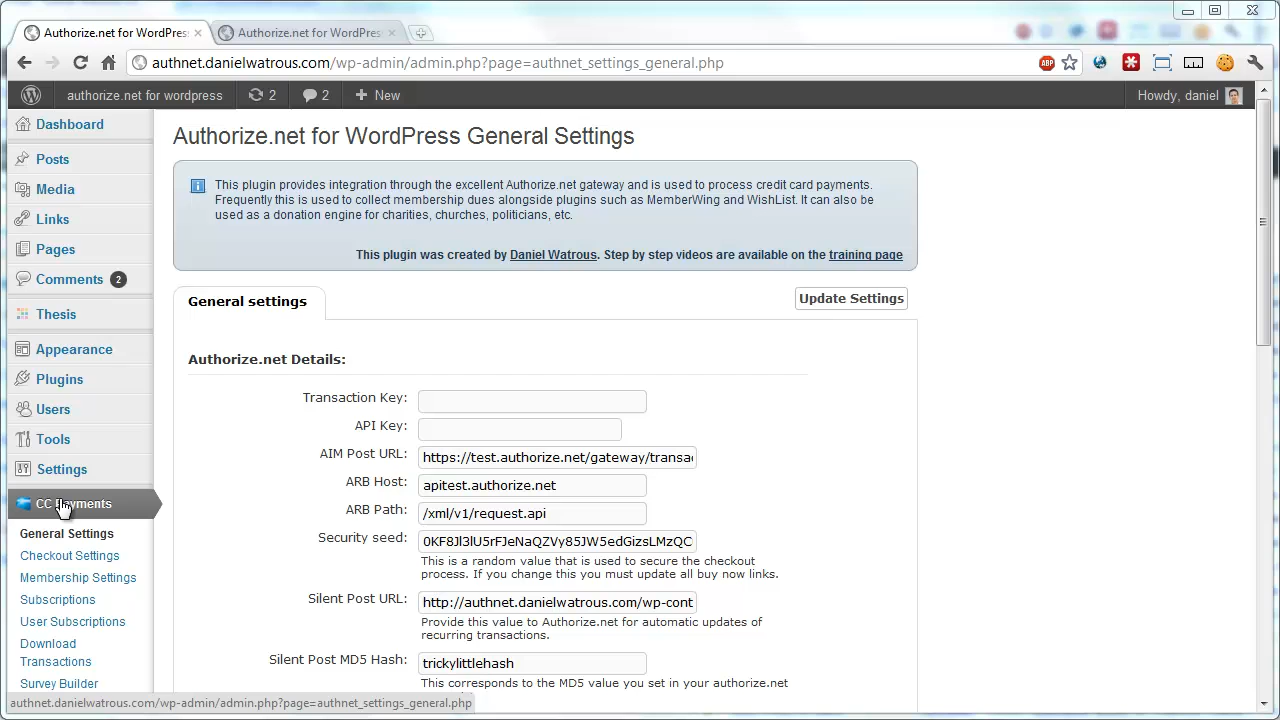 Authorize.net for WordPress
Authorize.net for WordPress
authnet.danielwatrous.com/wp-admin/admin.php?page=authnet_settings_general.php
ABP
authorize.net for wordpress
2
2
New
Howdy, daniel
Dashboard
Posts
Media
Links
Pages
Comments 2
Thesis
Appearance
Plugins
Users
Tools
Settings
CC Payments
General Settings
Checkout Settings
Membership Settings
Subscriptions
User Subscriptions
Download
Transactions
Survey Builder
authnet.danielwatrous.com/wp-admin/admin.php?page=authnet_settings_general.php
Authorize.net for WordPress General Settings
This plugin provides integration through the excellent Authorize.net gateway and is used to process credit card payments.
Frequently this is used to collect membership dues alongside plugins such as MemberWing and WishList. It can also be
used as a donation engine for charities, churches, politicians, etc.
This plugin was created by Daniel Watrous. Step by step videos are available on the training page
General settings
Update Settings
Authorize.net Details:
Transaction Key:
API Key:
AIM Post URL: https://test.authorize.net/gateway/transa
ARB Host: apitest.authorize.net
ARB Path: /xml/v1/request.api
Security seed: 0KF8Jl3lU5rFJeNaQZVy85JW5edGizsLMzQC
This is a random value that is used to secure the checkout
process. If you change this you must update all buy now links.
Silent Post URL: http://authnet.danielwatrous.com/wp-cont
Provide this value to Authorize.net for automatic updates of
recurring transactions.
Silent Post MD5 Hash: trickylittlehash
This corresponds to the MD5 value you set in your authorize.net